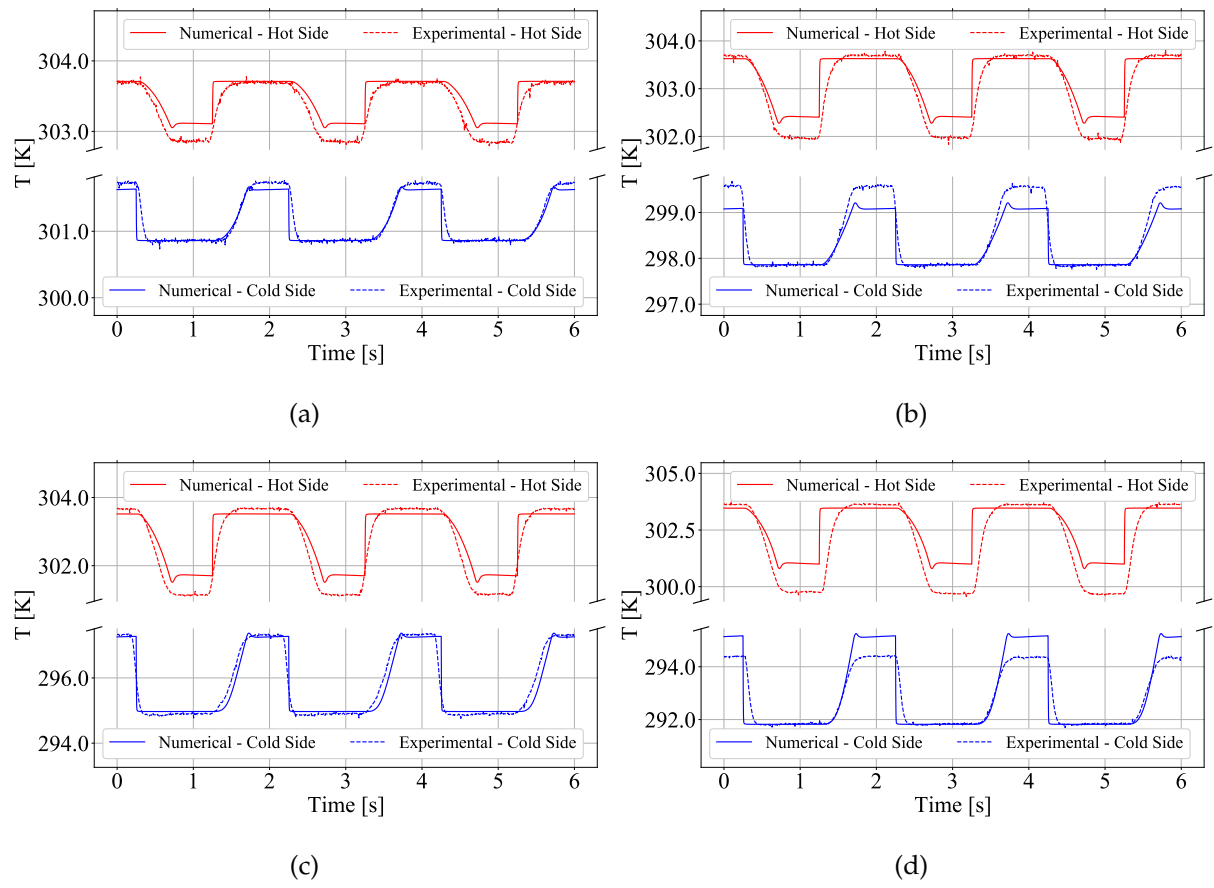 Numerical - Hot Side Experimental - Hot Side
304.0
303.0
T [K]
301.0
Numerical - Cold Side Experimental - Cold Side
300.0
0 1 2 3 4 5 6
Time [s]
(a)
Numerical - Hot Side Experimental - Hot Side
304.0
303.0
302.0
T [K]
299.0
298.0
Numerical - Cold Side Experimental - Cold Side
297.0
0 1 2 3 4 5 6
Time [s]
(b)
Numerical - Hot Side Experimental - Hot Side
304.0
302.0
T [K]
296.0
Numerical - Cold Side Experimental - Cold Side
294.0
0 1 2 3 4 5 6
Time [s]
(c)
305.0
Numerical - Hot Side Experimental - Hot Side
302.5
300.0
T [K]
294.0
292.0
Numerical - Cold Side Experimental - Cold Side
0 1 2 3 4 5 6
Time [s]
(d)